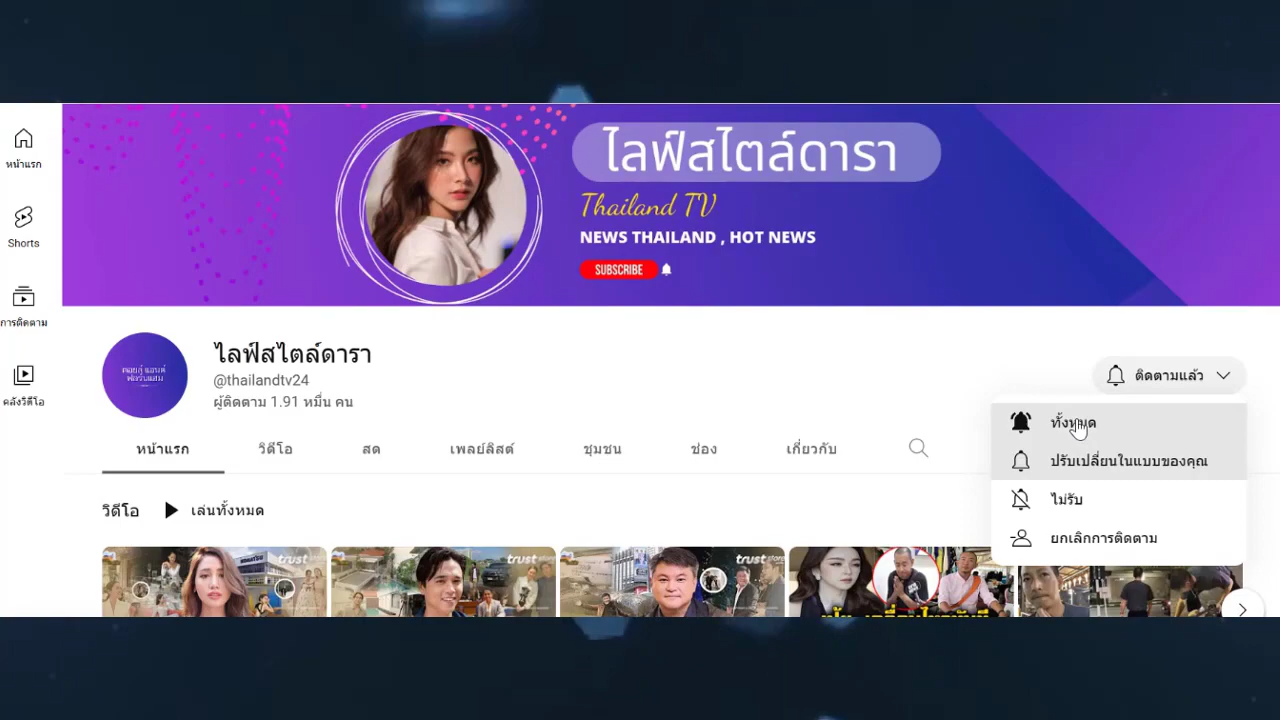 ไลฟ์สไตล์ดารา
Thailand TV
NEWS THAILAND , HOT NEWS
SUBSCRIBE
หน้าแรก
Shorts
การติดตาม
คลังวิดีโอ
ไลฟ์สไตล์ดารา
@thailandtv24
ผู้ติดตาม 1.91 หมื่น คน
ติดตามแล้ว
ทั้งหมด
ปรับเปลี่ยนในแบบของคุณ
ไม่รับ
ยกเลิกการติดตาม
หน้าแรก วิดีโอ สด เพลย์ลิสต์ ชุมชน ช่อง เกี่ยวกับ
วิดีโอ เล่นทั้งหมด
trust
trust
trust